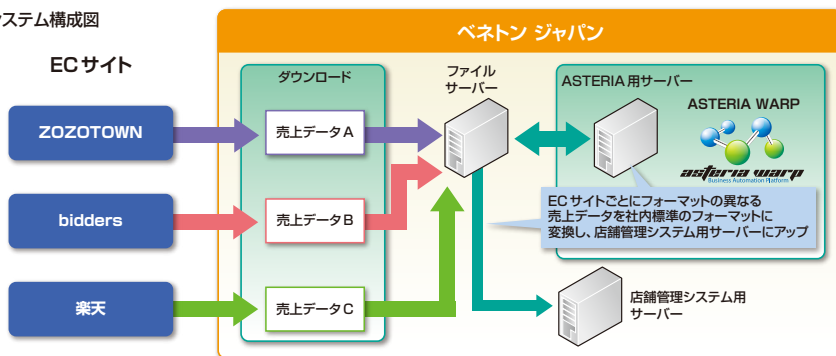 ステム構成図
ベネトン ジャパン
ECサイト
ZOZOTOWN
bidders
楽天
ダウンロード
売上データA
売上データB
売上データC
ファイル
サーバー
ASTERIA用サーバー
ASTERIA WARP
asteria warp
Business Automation Platform
ECサイトごとにフォーマットの異なる
売上データを社内標準のフォーマットに
変換し、店舗管理システム用サーバーにアップ
店舗管理システム用
サーバー